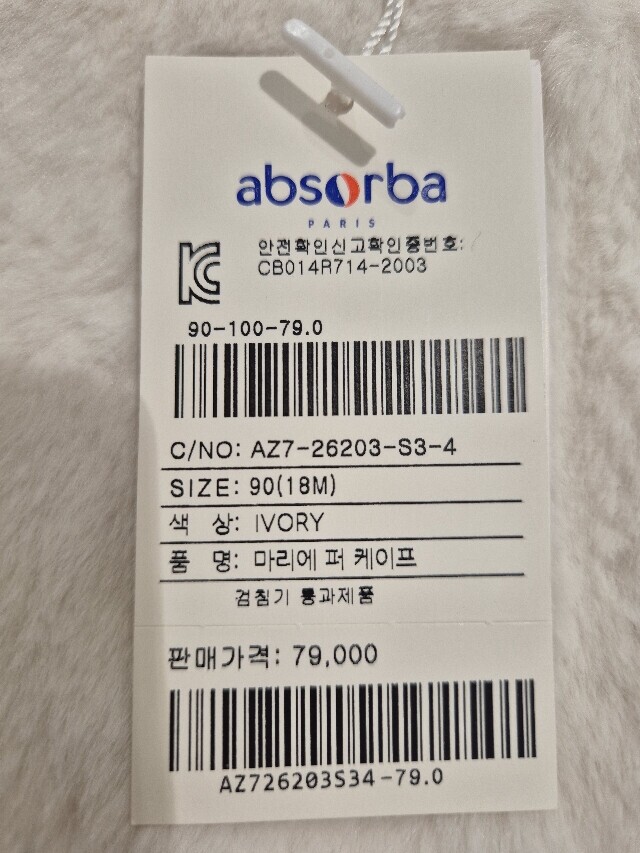 absorba
PARIS
안전확인신고확인증번호:
CB014R714-2003
90-100-79.0
C/NO: AZ7-26203-S3-4
SIZE: 90(18M)
색 상: IVORY
품 명: 마리에 퍼 케이프
검침기 통과제품
판매가격: 79,000
AZ726203S34-79.0